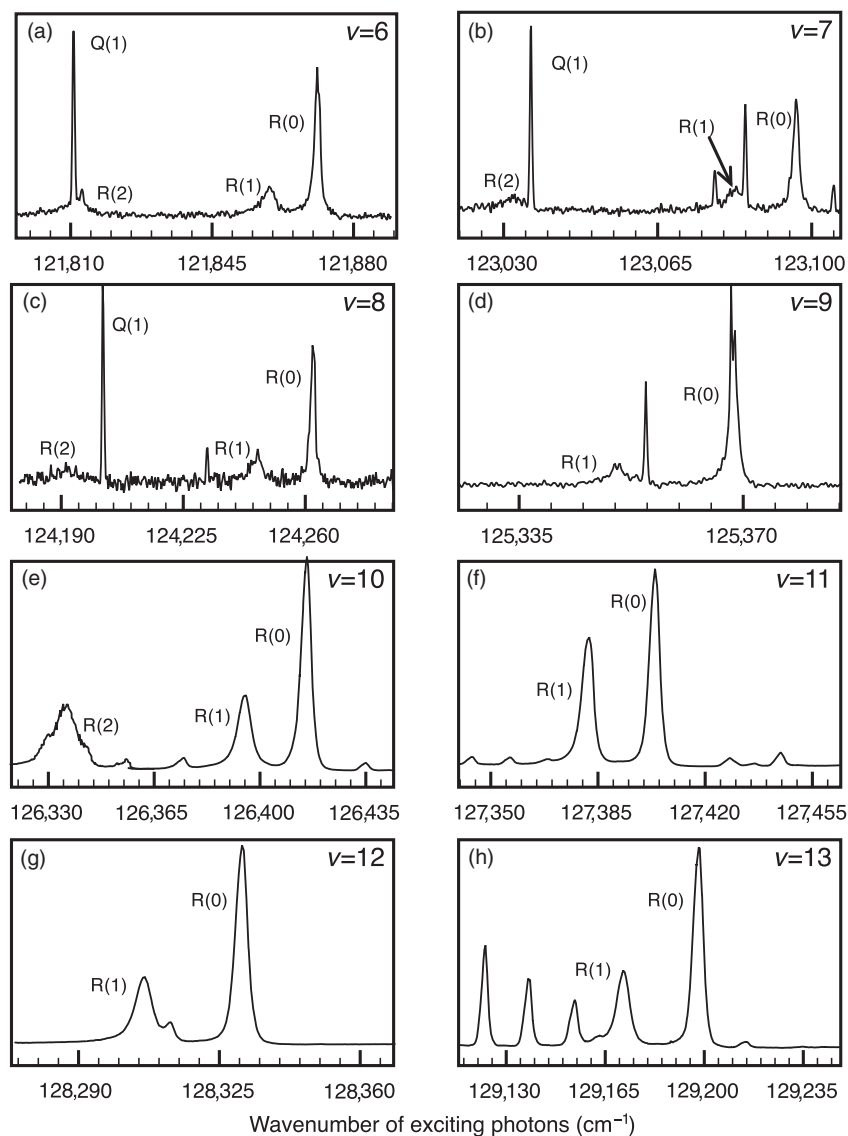 (a) Q(1) v=6
R(0)
R(2) R(1)
121,810 121,845 121,880
(b) v=7
Q(1)
R(1) R(0)
R(2)
123,030 123,065 123,100
(c) v=8
Q(1)
R(0)
R(2) R(1)
124,190 124,225 124,260
(d) v=9
R(0)
R(1)
125,335 125,370
(e) v=10
R(0)
R(1)
R(2)
126,330 126,365 126,400 126,435
(f) v=11
R(0)
R(1)
127,350 127,385 127,420 127,455
(g) v=12
R(0)
R(1)
128,290 128,325 128,360
(h) v=13
R(0)
R(1)
129,130 129,165 129,200 129,235
Wavenumber of exciting photons (cm⁻¹)